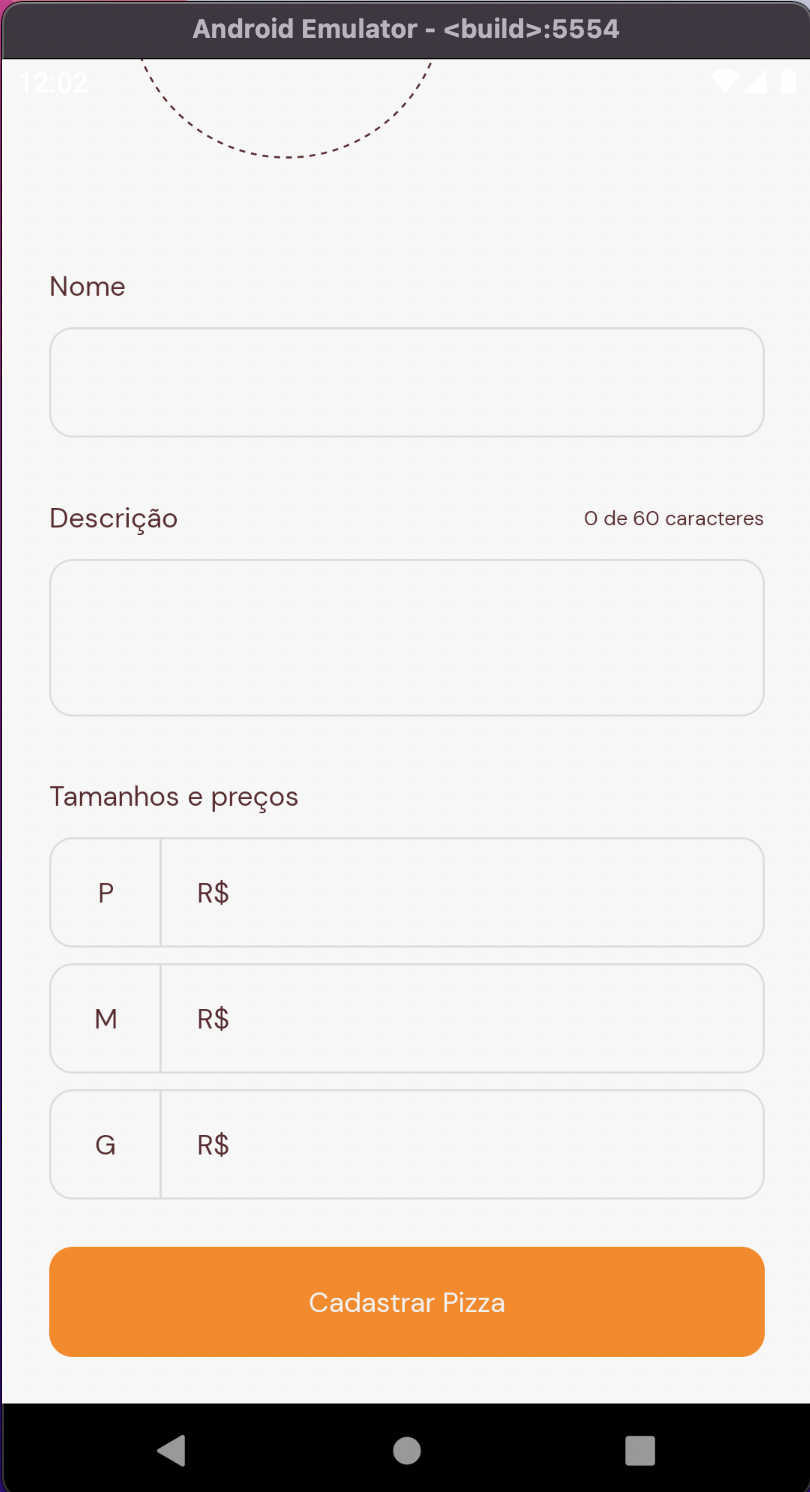 Android Emulator - <build>:5554
12:02
Nome
Descrição
0 de 60 caracteres
Tamanhos e preços
P R$
M R$
G R$
Cadastrar Pizza